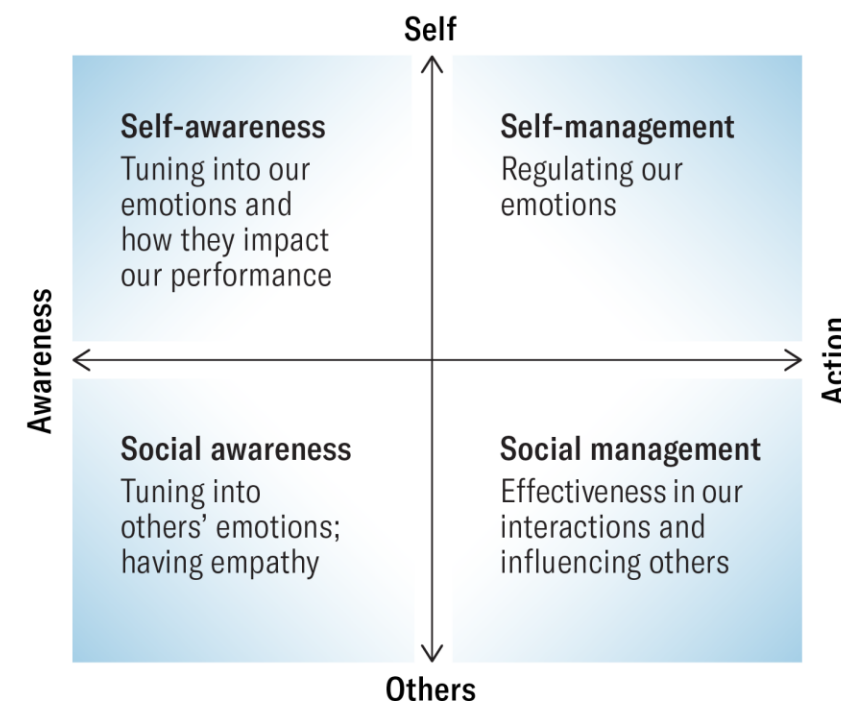 Self
Self-awareness
Tuning into our
emotions and
how they impact
our performance
Self-management
Regulating our
emotions
Awareness
Action
Social awareness
Tuning into
others’ emotions;
having empathy
Social management
Effectiveness in our
interactions and
influencing others
Others